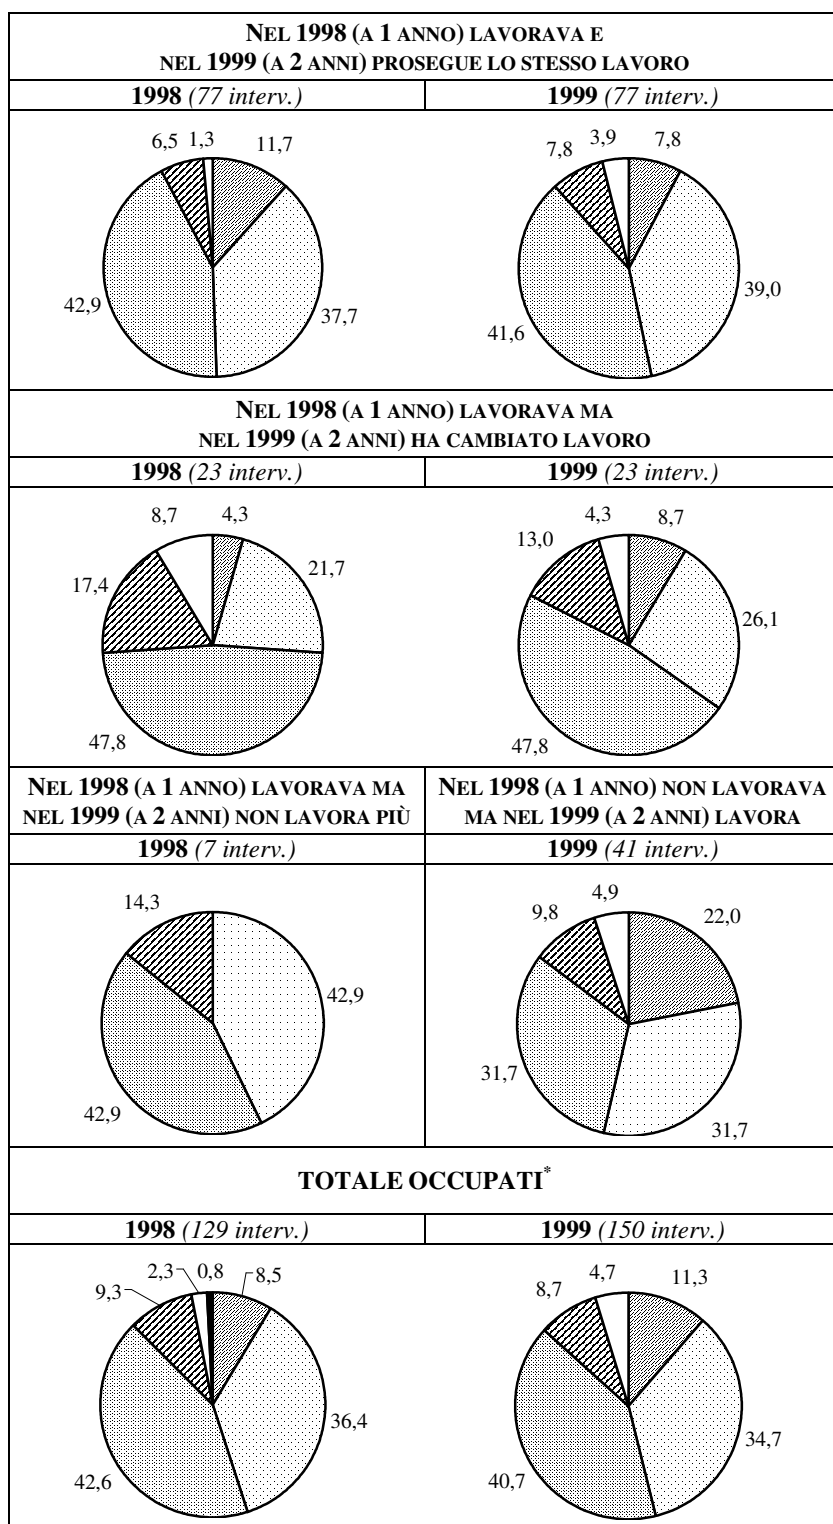 NEL 1998 (A 1 ANNO) LAVORAVA E
NEL 1999 (A 2 ANNI) PROSEGUE LO STESSO LAVORO
1998 (77 interv.)
1999 (77 interv.)
6,5 1,3 11,7
42,9
37,7
7,8 3,9 7,8
39,0
41,6
NEL 1998 (A 1 ANNO) LAVORAVA MA
NEL 1999 (A 2 ANNI) HA CAMBIATO LAVORO
1998 (23 interv.)
1999 (23 interv.)
8,7 4,3
21,7
17,4
47,8
4,3 8,7
13,0
26,1
47,8
NEL 1998 (A 1 ANNO) LAVORAVA MA
NEL 1999 (A 2 ANNI) NON LAVORA PIÙ
NEL 1998 (A 1 ANNO) NON LAVORAVA
MA NEL 1999 (A 2 ANNI) LAVORA
1998 (7 interv.)
1999 (41 interv.)
14,3
42,9
42,9
4,9
9,8 22,0
31,7
31,7
TOTALE OCCUPATI*
1998 (129 interv.)
1999 (150 interv.)
2,3 0,8 8,5
9,3
36,4
42,6
8,7 4,7 11,3
34,7
40,7